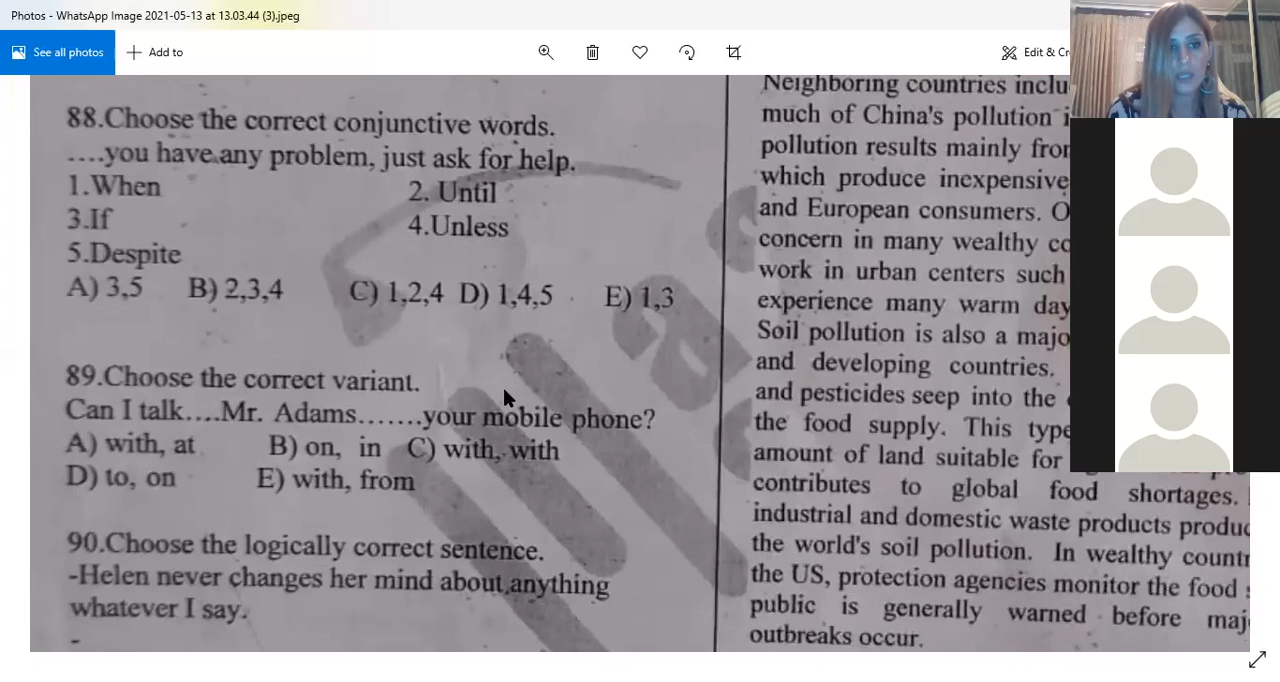 Photos - WhatsApp Image 2021-05-13 at 13.03.44 (3).jpeg
See all photos
Add to
Edit & Cr
88.Choose the correct conjunctive words.
....you have any problem, just ask for help.
1.When 2. Until
3.If 4.Unless
5.Despite
A) 3,5 B) 2,3,4 C) 1,2,4 D) 1,4,5 E) 1,3
89.Choose the correct variant.
Can I talk....Mr. Adams.......your mobile phone?
A) with, at B) on, in C) with, with
D) to, on E) with, from
90.Choose the logically correct sentence.
-Helen never changes her mind about anything
whatever I say.
-
Neighboring countries inclu
much of China's pollution i
pollution results mainly fror
which produce inexpensive
and European consumers. O
concern in many wealthy co
work in urban centers such
experience many warm day
Soil pollution is also a majo
and developing countries.
and pesticides seep into the
the food supply. This type
amount of land suitable for
contributes to global food shortages.
industrial and domestic waste products produc
the world's soil pollution. In wealthy countr
the US, protection agencies monitor the food
public is generally warned before maj
outbreaks occur.